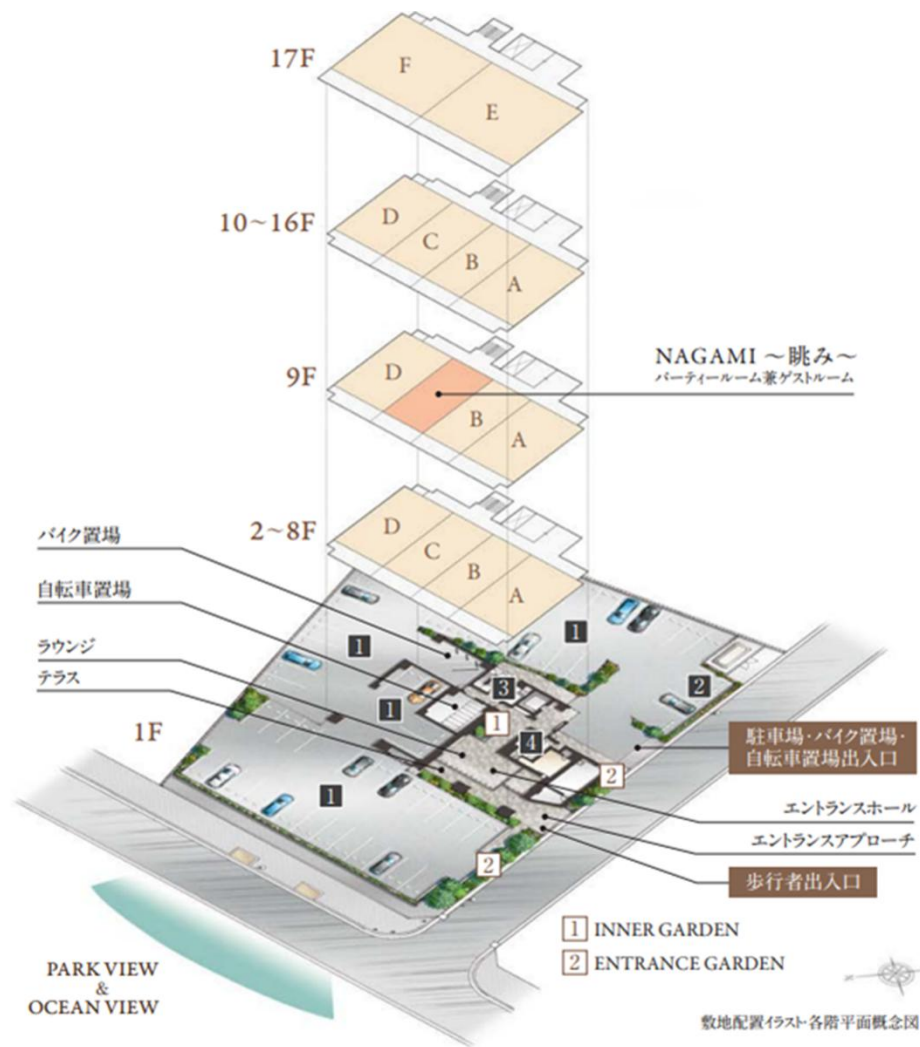 17F
F
E
10~16F
D
C
B
A
NAGAMI ～眺み～
パーティールーム兼ゲストルーム
9F
D
B
A
2~8F
D
C
B
A
バイク置場
自転車置場
ラウンジ
テラス
1F
1
1
2
3
1
1
4
2
1
2
駐車場・バイク置場・
自転車置場出入口
エントランスホール
エントランスアプローチ
歩行者出入口
1 INNER GARDEN
2 ENTRANCE GARDEN
PARK VIEW
&
OCEAN VIEW
敷地配置イラスト・各階平面概念図